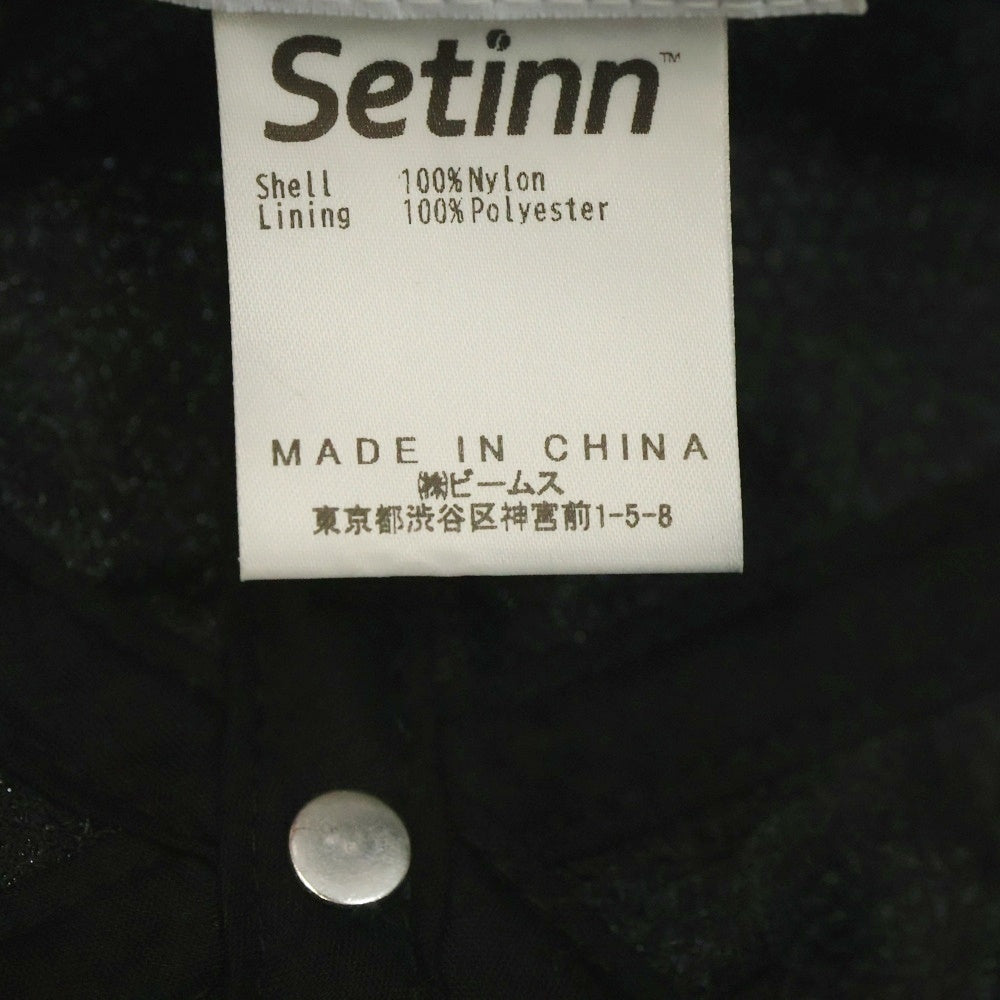 Setinn™
Shell 100%Nylon
Lining 100%Polyester
MADE IN CHINA
㈱ビームス
東京都渋谷区神宮前1-5-8